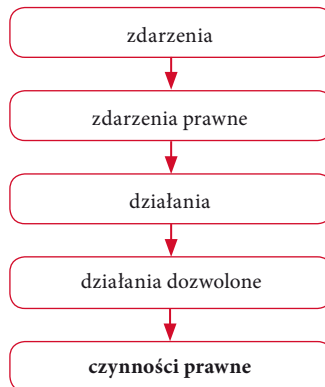 zdarzenia
zdarzenia prawne
działania
działania dozwolone
czynności prawne